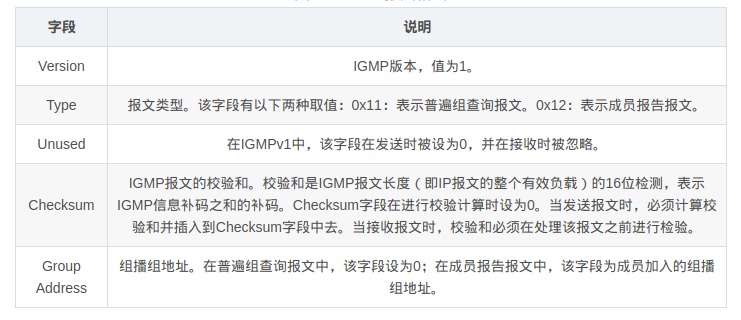 字段 说明
Version IGMP版本，值为1。
Type 报文类型。该字段有以下两种取值：0x11：表示普遍组查询报文。0x12：表示成员报告报文。
Unused 在IGMPv1中，该字段在发送时被设为0，并在接收时被忽略。
Checksum
IGMP报文的校验和。校验和是IGMP报文长度（即IP报文的整个有效负载）的16位检测，表示
IGMP信息补码之和的补码。Checksum字段在进行校验计算时设为0。当发送报文时，必须计算校
验和并插入到Checksum字段中去。当接收报文时，校验和必须在处理该报文之前进行检验。
Group
Address
组播组地址。在普遍组查询报文中，该字段设为0；在成员报告报文中，该字段为成员加入的组播
组地址。